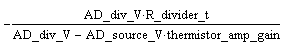 -
AD_div_V·R_divider_t
AD_div_V − AD_source_V·thermistor_amp_gain